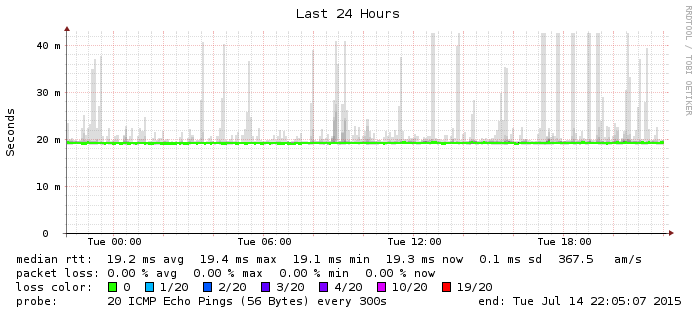 Last 24 Hours
RRDTOOL / TOBI OETIKER
Seconds
40 m
30 m
20 m
10 m
0
Tue 00:00 Tue 06:00 Tue 12:00 Tue 18:00
median rtt: 19.2 ms avg 19.4 ms max 19.1 ms min 19.3 ms now 0.1 ms sd 367.5 am/s
packet loss: 0.00 % avg 0.00 % max 0.00 % min 0.00 % now
loss color: 0 1/20 2/20 3/20 4/20 10/20 19/20
probe: 20 ICMP Echo Pings (56 Bytes) every 300s end: Tue Jul 14 22:05:07 2015